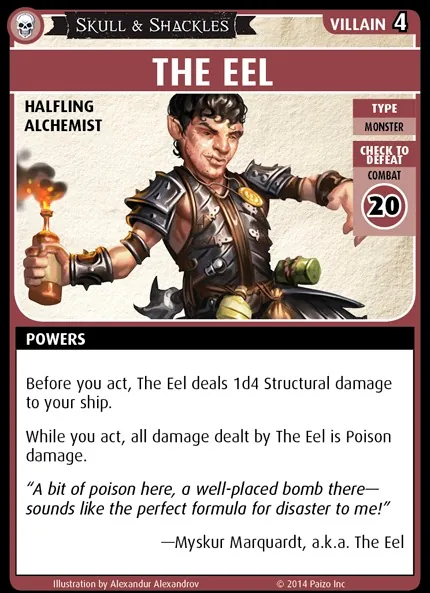 SKULL & SHACKLES
VILLAIN 4
THE EEL
HALFLING
ALCHEMIST
TYPE
MONSTER
CHECK TO
DEFEAT
COMBAT
20
POWERS
Before you act, The Eel deals 1d4 Structural damage
to your ship.
While you act, all damage dealt by The Eel is Poison
damage.
“A bit of poison here, a well-placed bomb there—
sounds like the perfect formula for disaster to me!”
—Myskur Marquardt, a.k.a. The Eel
Illustration by Alexandur Alexandrov
© 2014 Paizo Inc